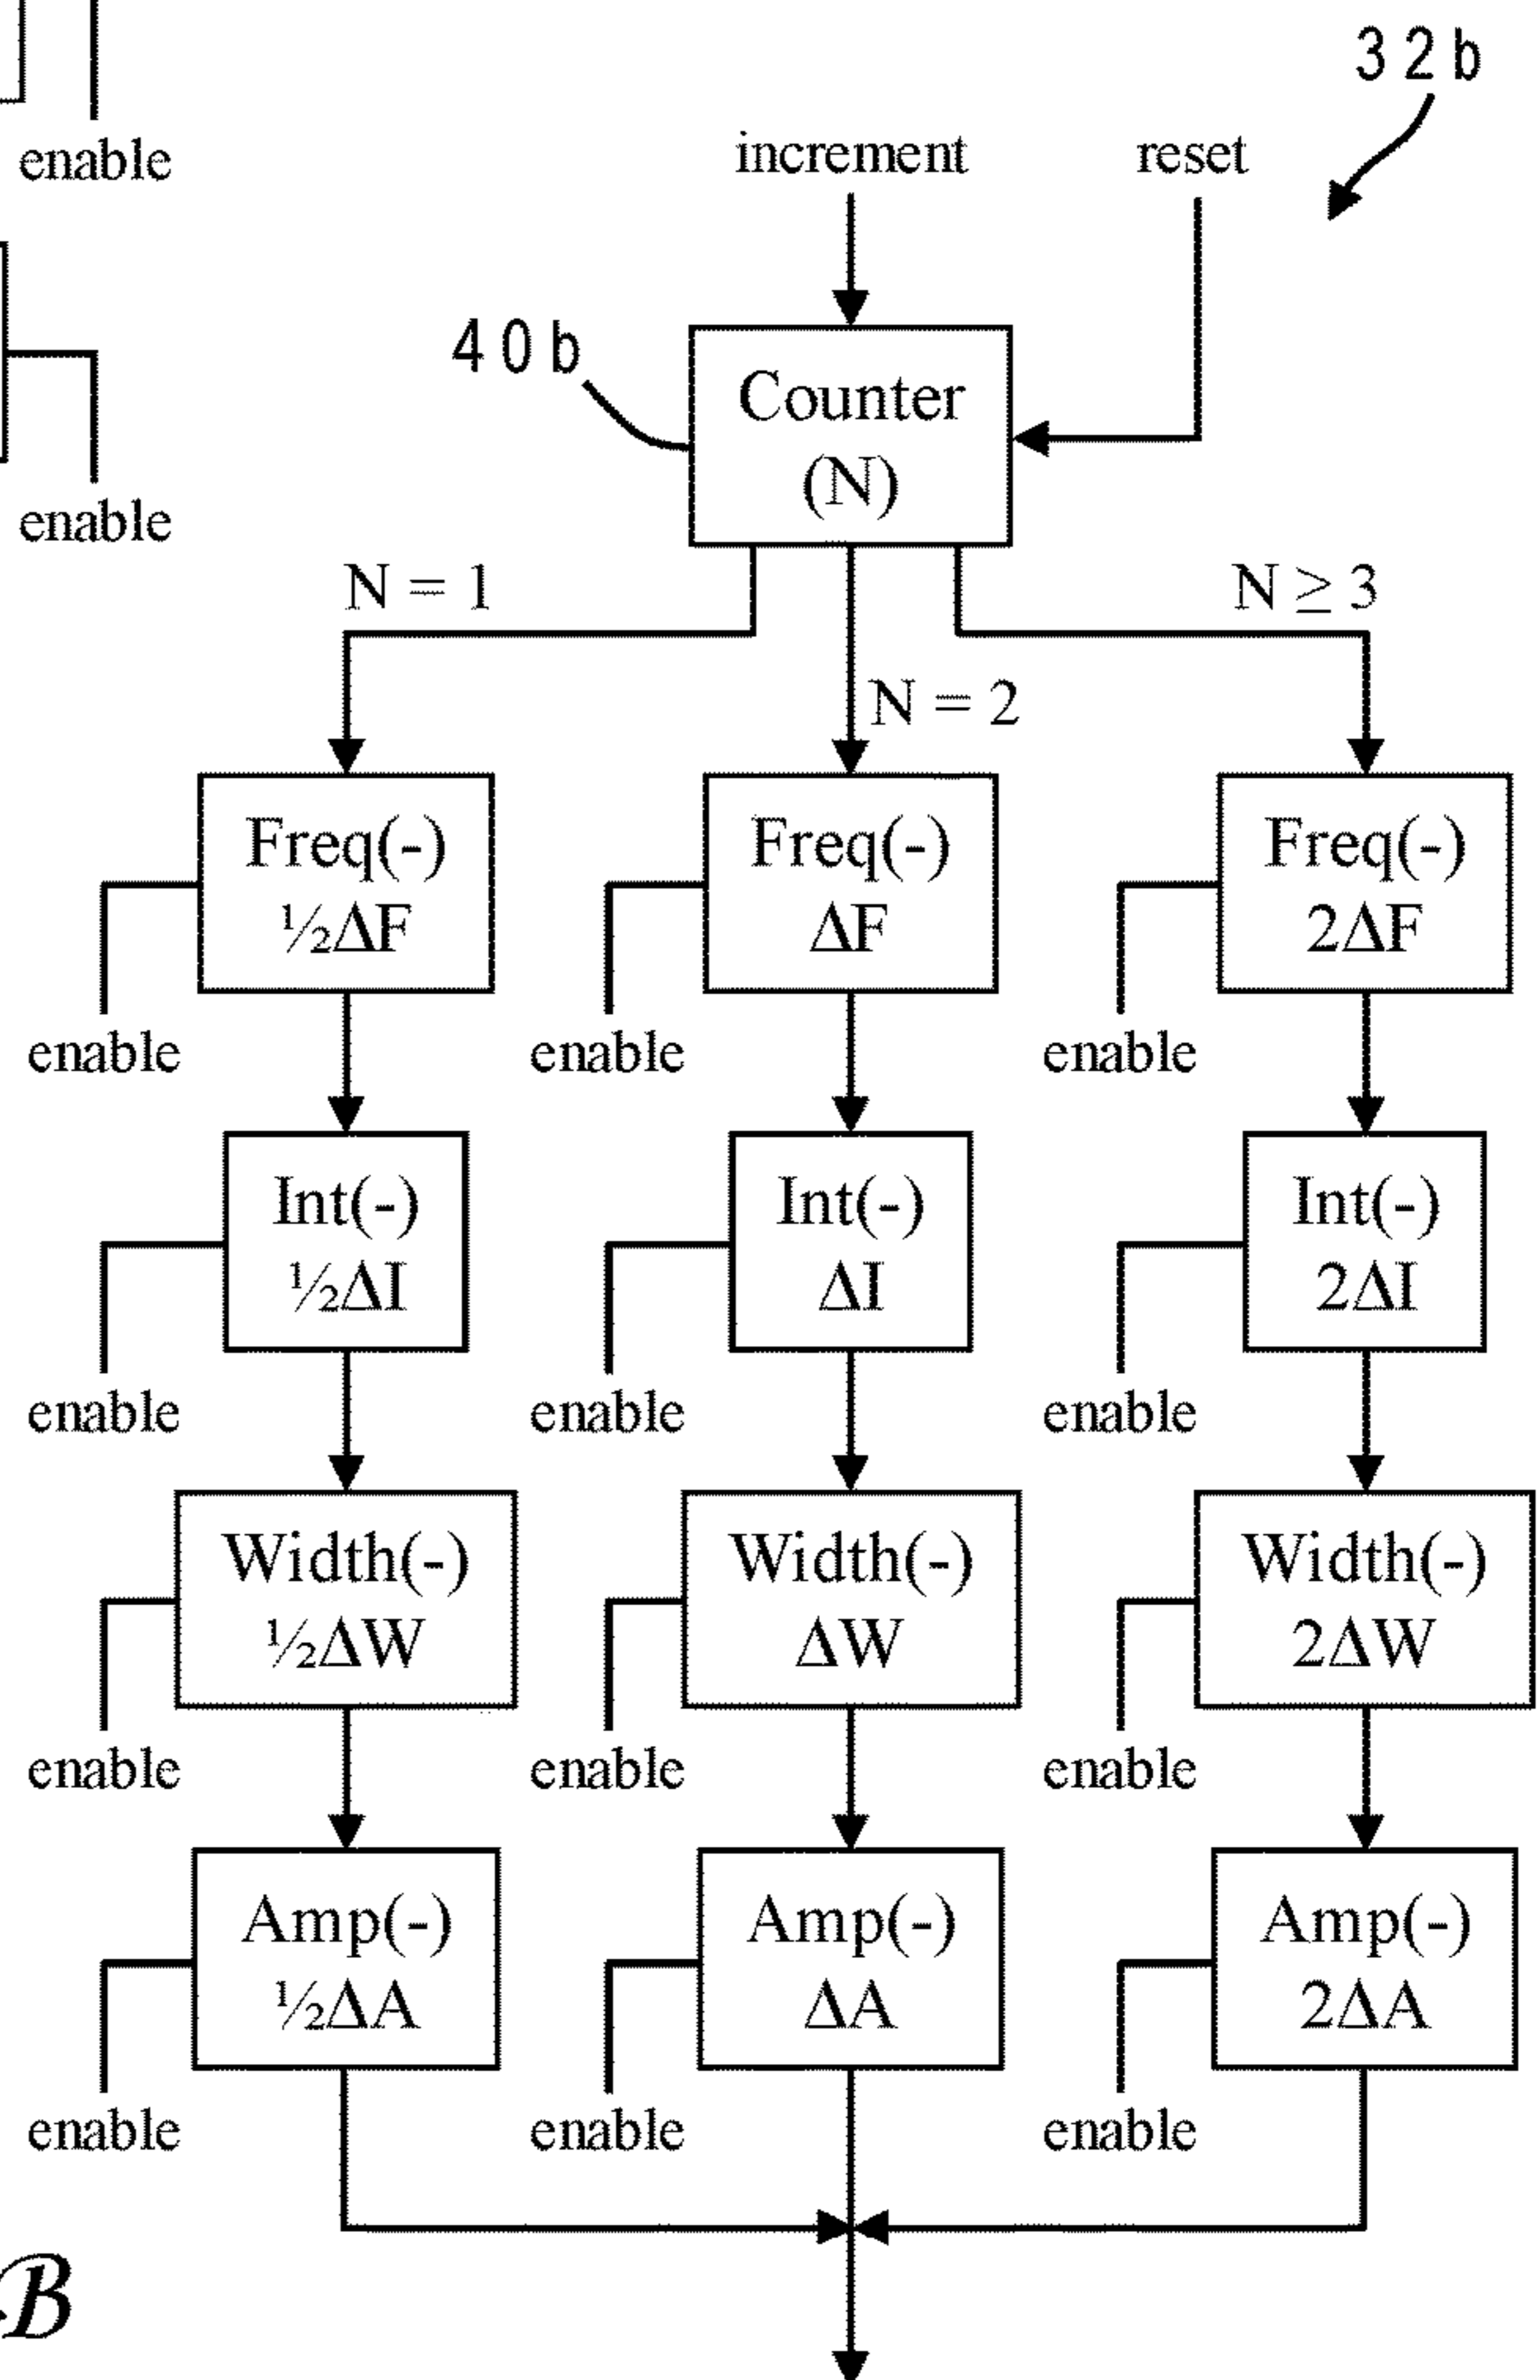 32b
enable
increment
reset
40b
Counter
(N)
enable
N = 1
N ≥ 3
N = 2
Freq(-)
½ΔF
Freq(-)
ΔF
Freq(-)
2ΔF
enable
enable
enable
Int(-)
½ΔI
Int(-)
ΔI
Int(-)
2ΔI
enable
enable
enable
Width(-)
½ΔW
Width(-)
ΔW
Width(-)
2ΔW
enable
enable
enable
Amp(-)
½ΔA
Amp(-)
ΔA
Amp(-)
2ΔA
enable
enable
enable
B